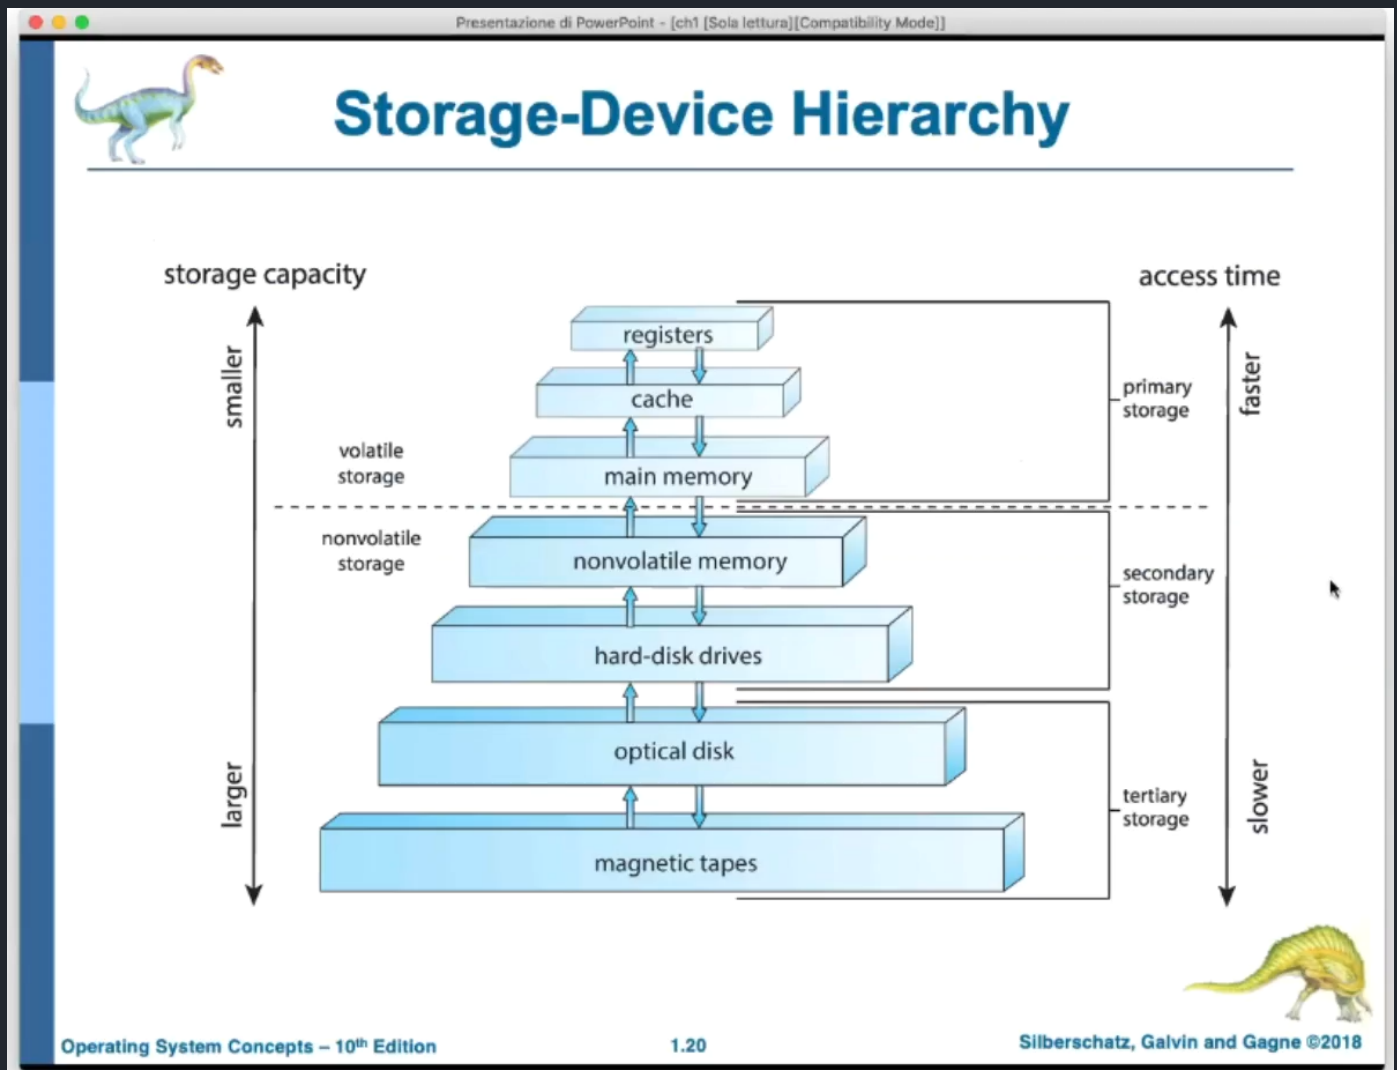 Presentazione di PowerPoint - [ch1 [Sola lettura][Compatibility Mode]]
Storage-Device Hierarchy
storage capacity
access time
smaller
larger
volatile
storage
nonvolatile
storage
registers
cache
main memory
nonvolatile memory
hard-disk drives
optical disk
magnetic tapes
primary
storage
secondary
storage
tertiary
storage
faster
slower
Operating System Concepts – 10th Edition
1.20
Silberschatz, Galvin and Gagne ©2018